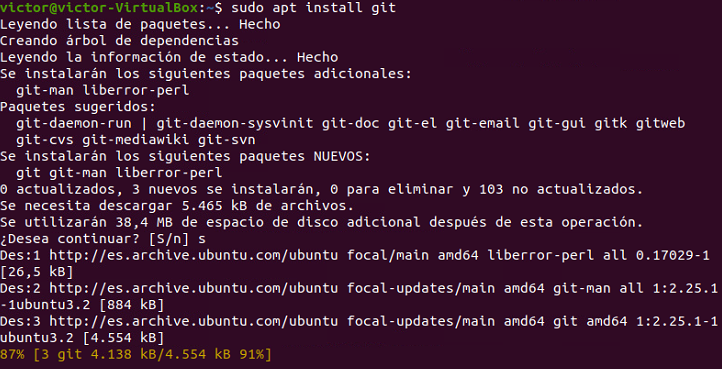 victor@victor-VirtualBox:~$ sudo apt install git
Leyendo lista de paquetes... Hecho
Creando árbol de dependencias
Leyendo la información de estado... Hecho
Se instalarán los siguientes paquetes adicionales:
  git-man liberror-perl
Paquetes sugeridos:
  git-daemon-run | git-daemon-sysvinit git-doc git-el git-email git-gui gitk gitweb
  git-cvs git-mediawiki git-svn
Se instalarán los siguientes paquetes NUEVOS:
  git git-man liberror-perl
0 actualizados, 3 nuevos se instalarán, 0 para eliminar y 103 no actualizados.
Se necesita descargar 5.465 kB de archivos.
Se utilizarán 38,4 MB de espacio de disco adicional después de esta operación.
¿Desea continuar? [S/n] s
Des:1 http://es.archive.ubuntu.com/ubuntu focal/main amd64 liberror-perl all 0.17029-1
[26,5 kB]
Des:2 http://es.archive.ubuntu.com/ubuntu focal-updates/main amd64 git-man all 1:2.25.1
-1ubuntu3.2 [884 kB]
Des:3 http://es.archive.ubuntu.com/ubuntu focal-updates/main amd64 git amd64 1:2.25.1-1
ubuntu3.2 [4.554 kB]
87% [3 git 4.138 kB/4.554 kB 91%]